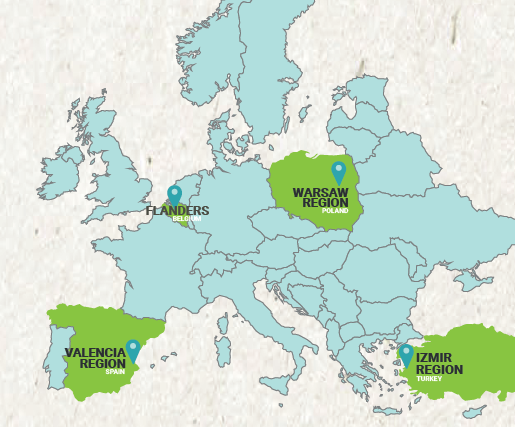 WARSAW
REGION
POLAND
FLANDERS
BELGIUM
VALENCIA
REGION
SPAIN
IZMIR
REGION
TURKEY